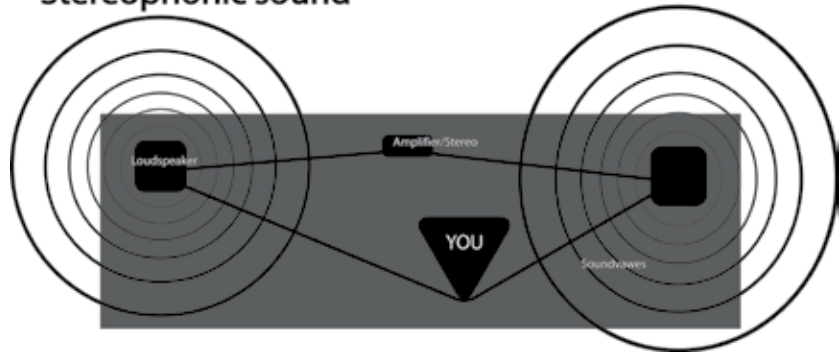 Stereophonic sound
Amplifier/Stereo
Loudspeaker
YOU
Soundvawes